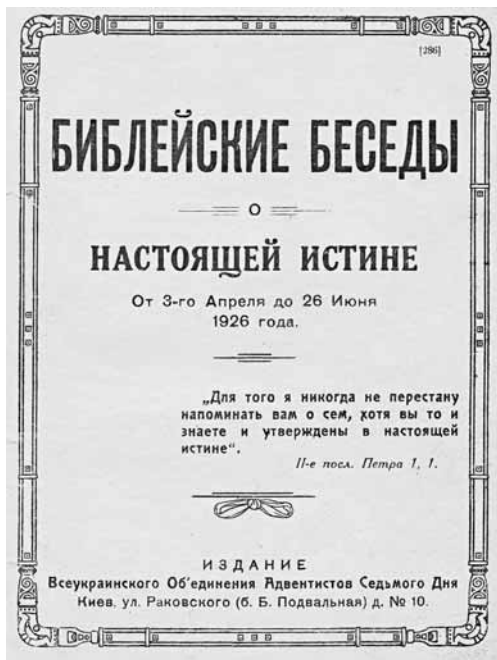 [286]
БИБЛЕЙСКИЕ БЕСЕДЫ
О
НАСТОЯЩЕЙ ИСТИНЕ
От 3-го Апреля до 26 Июня
1926 года.
„Для того я никогда не перестану
напоминать вам о сем, хотя вы то и
знаете и утверждены в настоящей
истине“.
II-е посл. Петра 1, 1.
ИЗДАНИЕ
Всеукраинского Об'единения Адвентистов Седьмого Дня
Киев, ул. Раковского (б. Б. Подвальная) д. № 10.